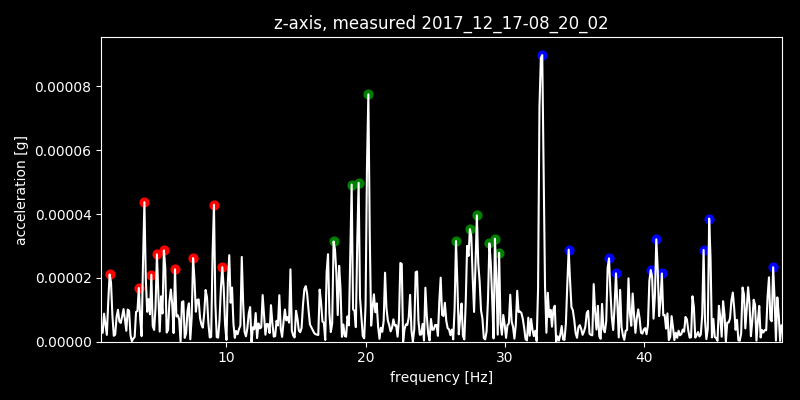 z-axis, measured 2017_12_17-08_20_02
acceleration [g]
0.00008
0.00006
0.00004
0.00002
0.00000
10 20 30 40
frequency [Hz]